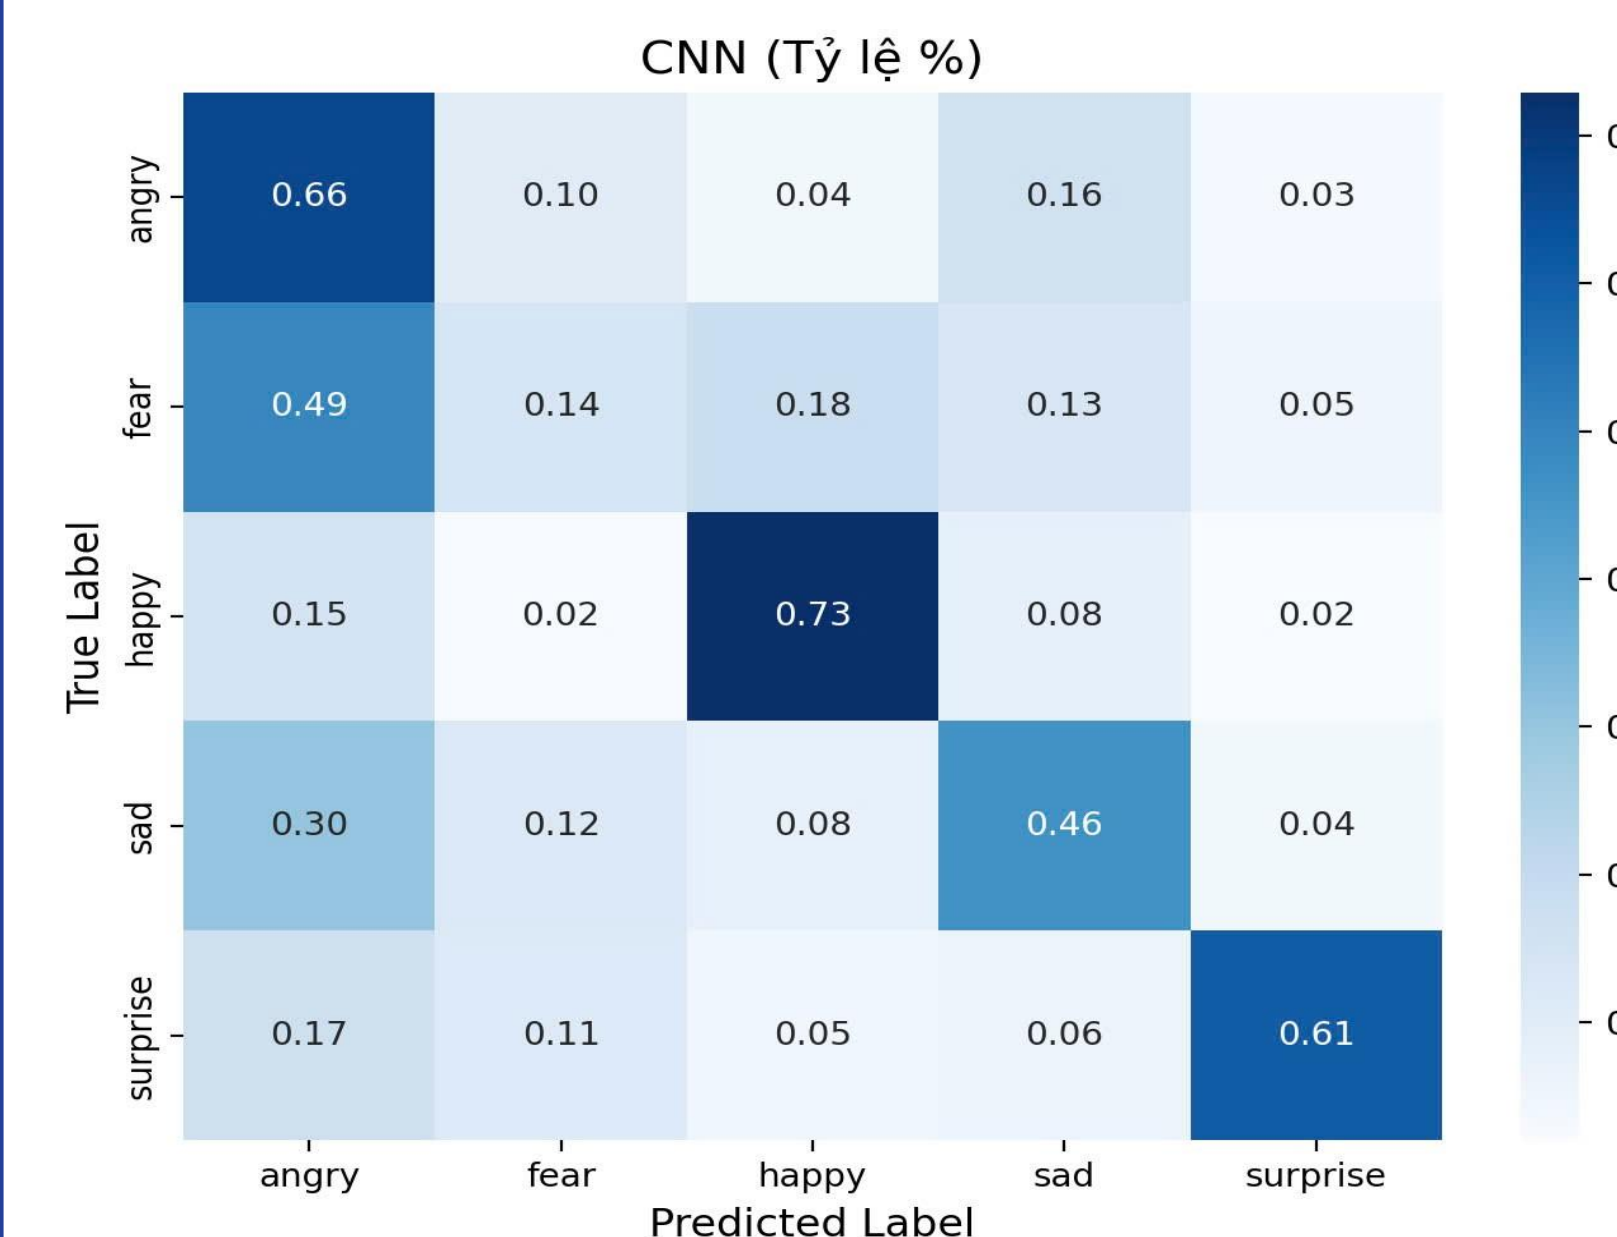 CNN (Tỷ lệ %)
True Label
angry 0.66 0.10 0.04 0.16 0.03
fear 0.49 0.14 0.18 0.13 0.05
happy 0.15 0.02 0.73 0.08 0.02
sad 0.30 0.12 0.08 0.46 0.04
surprise 0.17 0.11 0.05 0.06 0.61
angry fear happy sad surprise
Predicted Label